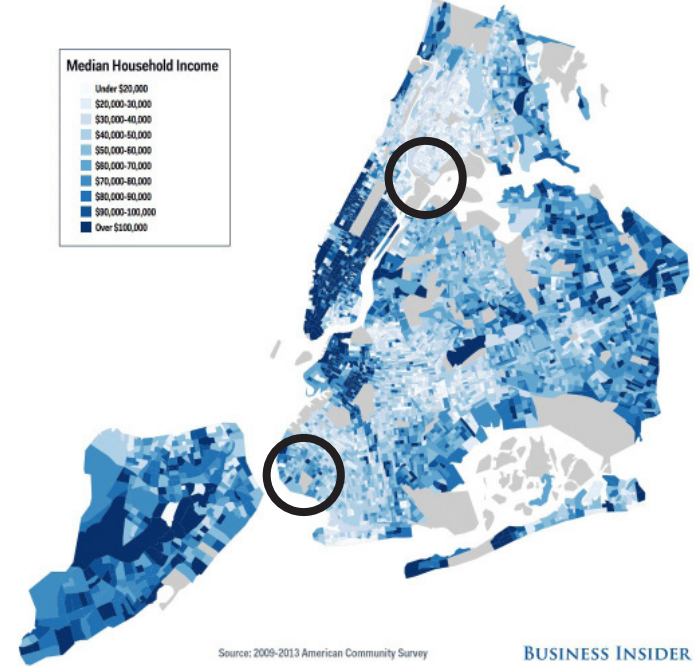 Median Household Income
Under $20,000
$20,000-30,000
$30,000-40,000
$40,000-50,000
$50,000-60,000
$60,000-70,000
$70,000-80,000
$80,000-90,000
$90,000-100,000
Over $100,000
Source: 2009-2013 American Community Survey
BUSINESS INSIDER